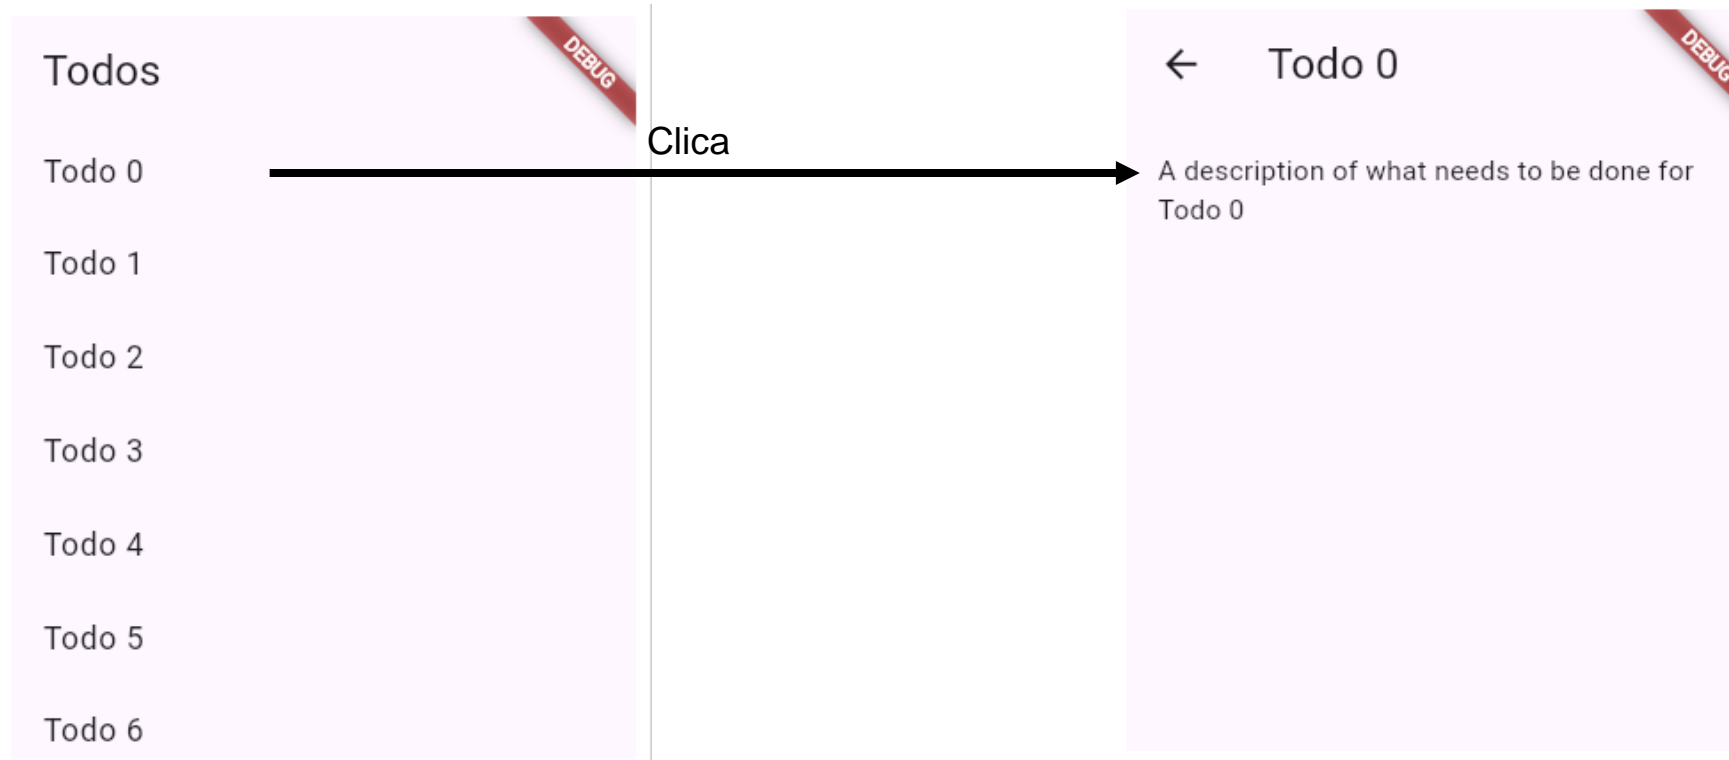 Todos
DEBUG
Todo 0
Todo 1
Todo 2
Todo 3
Todo 4
Todo 5
Todo 6
Clica
Todo 0
DEBUG
A description of what needs to be done for
Todo 0